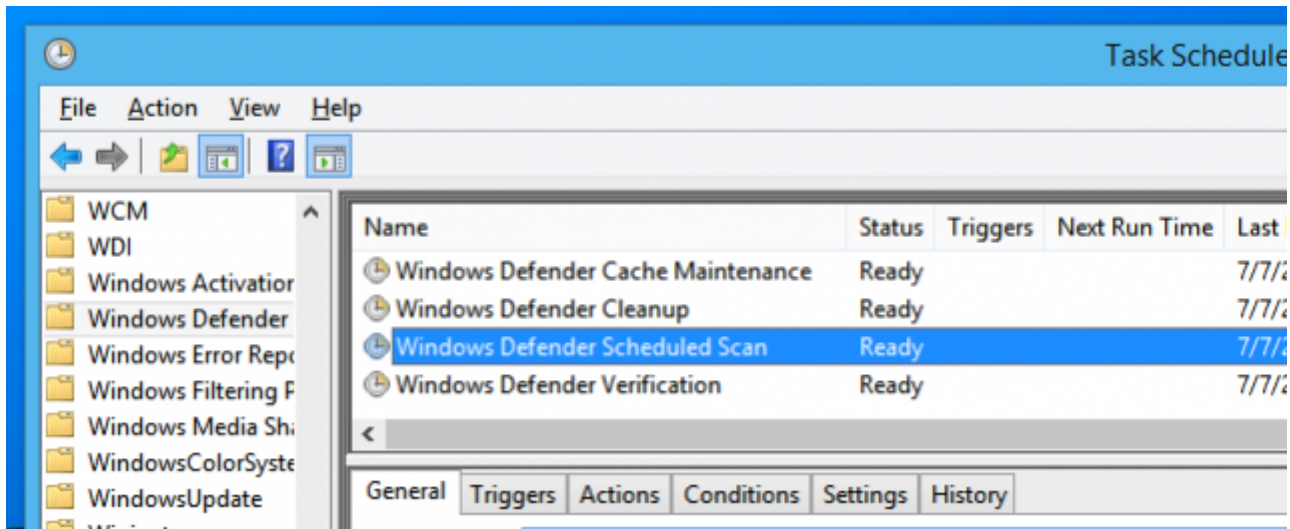 Task Schedule
File Action View Help
WCM
WDI
Windows Activation
Windows Defender
Windows Error Repo
Windows Filtering P
Windows Media Sha
WindowsColorSyste
WindowsUpdate
Name Status Triggers Next Run Time Last
Windows Defender Cache Maintenance Ready 7/7/2
Windows Defender Cleanup Ready 7/7/2
Windows Defender Scheduled Scan Ready 7/7/2
Windows Defender Verification Ready 7/7/2
General Triggers Actions Conditions Settings History